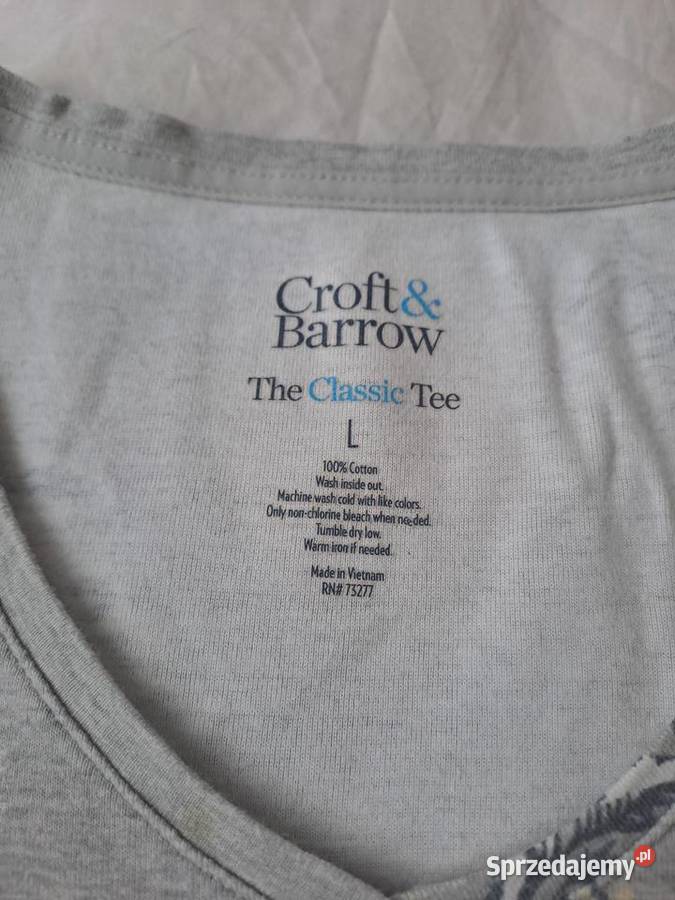 Croft&
Barrow
The Classic Tee
L
100% Cotton
Wash inside out.
Machine wash cold with like colors.
Only non-chlorine bleach when needed.
Tumble dry low.
Warm iron if needed.
Made in Vietnam
RN# 73277
Sprzedajemy.pl